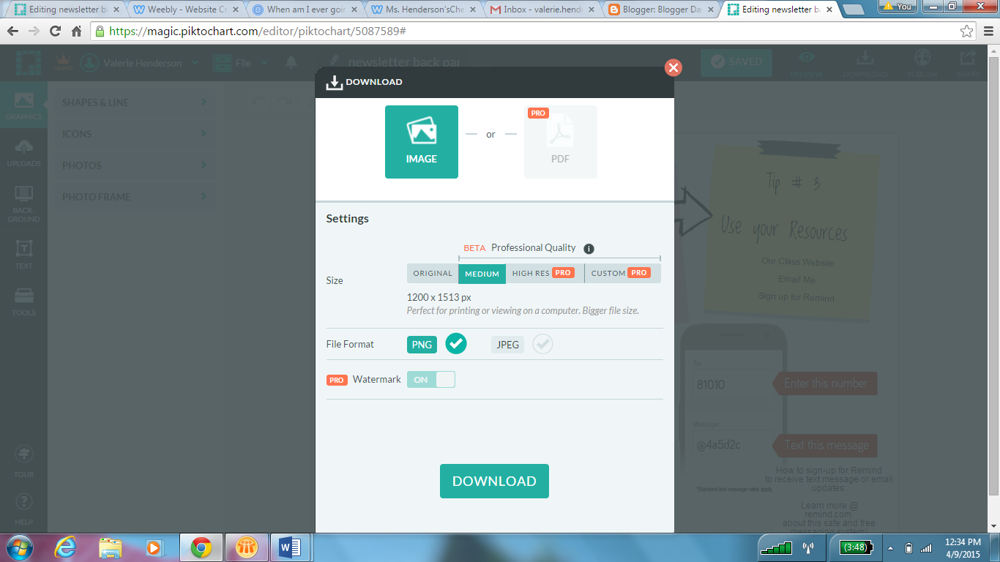 Editing newsletter ba
Weebly - Website Cr
When am I ever goin
Ms. Henderson'sChe
Inbox - valerie.hend
Blogger: Blogger Da
Editing newsletter ba
You
https://magic.piktochart.com/editor/piktochart/5087589#
Valerie Henderson
File
newsletter back pag
SAVED
PREVIEW
DOWNLOAD
PUBLISH
SHARE
GRAPHICS
UPLOADS
BACK-
GROUND
TEXT
TOOLS
TOUR
HELP
SHAPES & LINE
ICONS
PHOTOS
PHOTO FRAME
DOWNLOAD
IMAGE
or
PRO
PDF
Settings
BETA Professional Quality
Size
ORIGINAL MEDIUM HIGH RES PRO CUSTOM PRO
1200 x 1513 px
Perfect for printing or viewing on a computer. Bigger file size.
File Format PNG JPEG
PRO Watermark ON
DOWNLOAD
Tip # 3
Use your Resources
Our Class Website
Email Me
Sign up for Remind
To:
81010
Enter this number
Message:
@4a5d2c
Text this message
*Standard text message rates apply.
How to sign-up for Remind
to receive text message or email
updates:
Learn more @
remind.com
about this safe and free
messaging system)
(3:48)
12:34 PM
4/9/2015